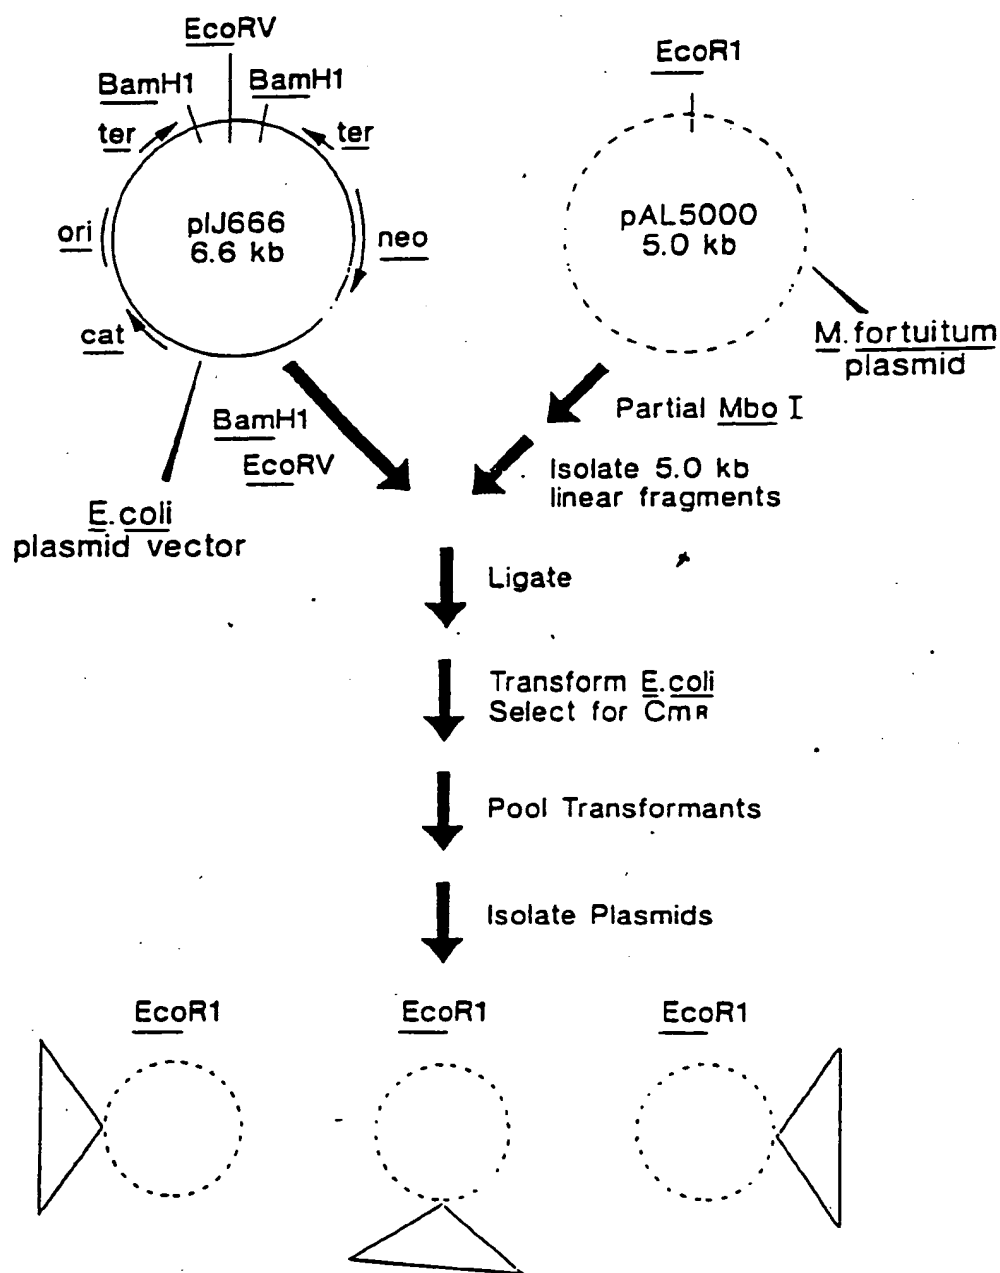 EcoRV
BamH1 BamH1
ter ter
ori
pIJ666
6.6 kb
neo
cat
EcoR1
pAL5000
5.0 kb
M.fortuitum
plasmid
BamH1
EcoRV
Partial Mbo I
Isolate 5.0 kb
linear fragments
E.coli
plasmid vector
Ligate
Transform E.coli
Select for CmR
Pool Transformants
Isolate Plasmids
EcoR1 EcoR1 EcoR1